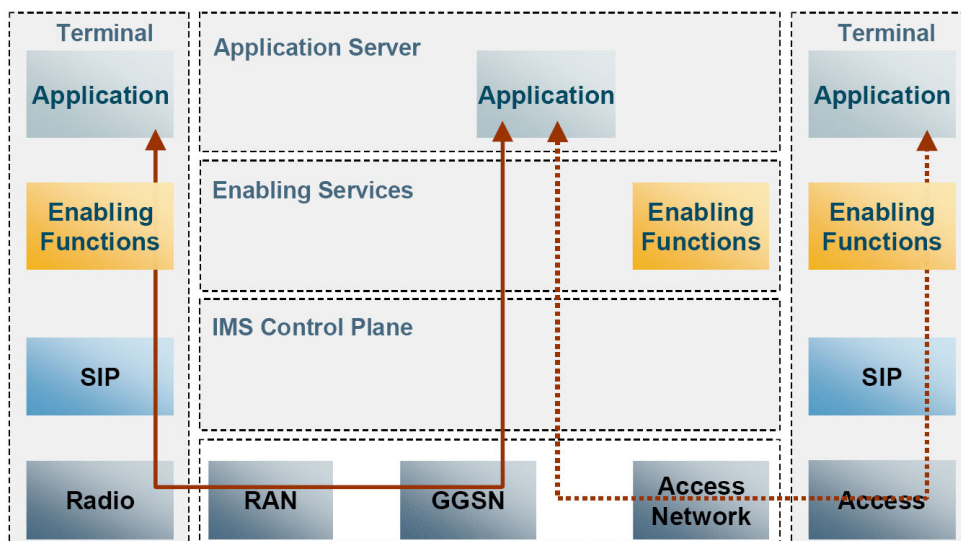 Terminal
Application
Enabling
Functions
SIP
Radio
Application Server
Application
Enabling Services
Enabling
Functions
IMS Control Plane
RAN
GGSN
Access
Network
Terminal
Application
Enabling
Functions
SIP
Access